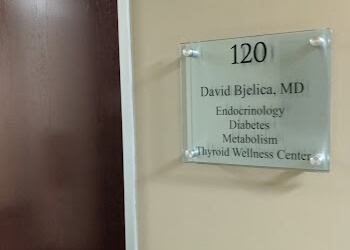 120
David Bjelica, MD
Endocrinology
Diabetes
Metabolism
Thyroid Wellness Center